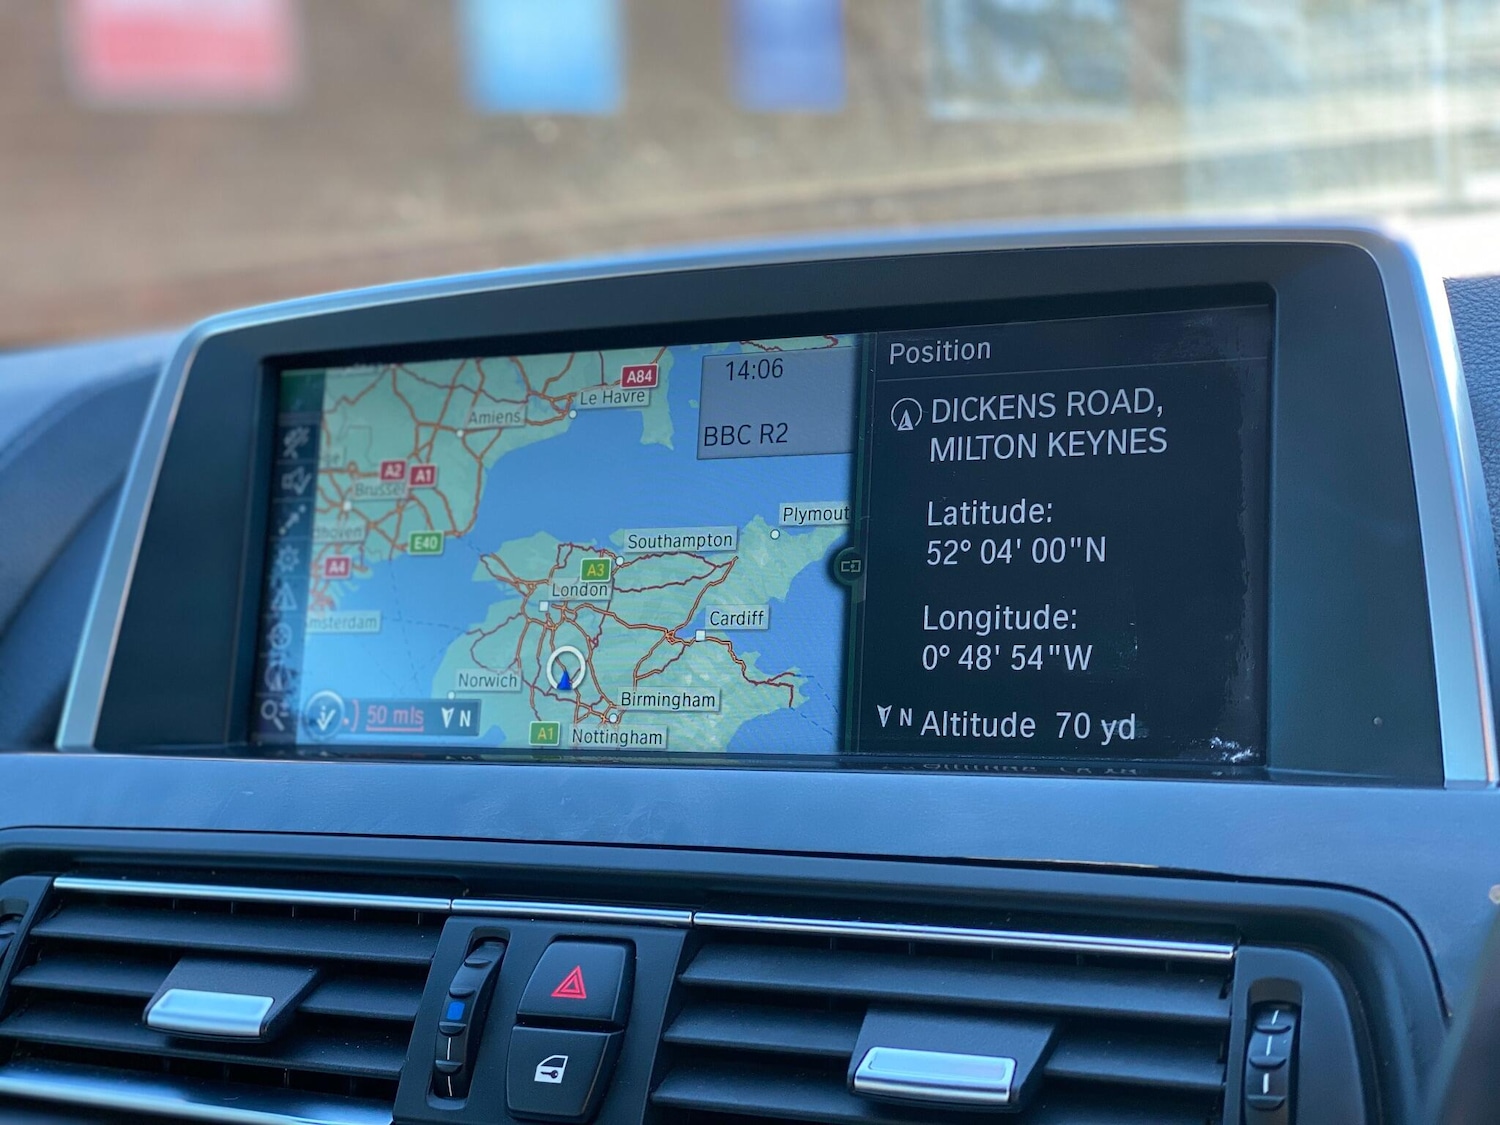 A84
Le Havre
Amiens
14:06
BBC R2
A2
A1
Brussel
hoven
E40
A4
msterdam
Plymout
Southampton
A3
London
Cardiff
Norwich
Birmingham
50 mls
N
A1
Nottingham
Position
DICKENS ROAD,
MILTON KEYNES
Latitude:
52° 04' 00"N
Longitude:
0° 48' 54"W
N Altitude 70 yd